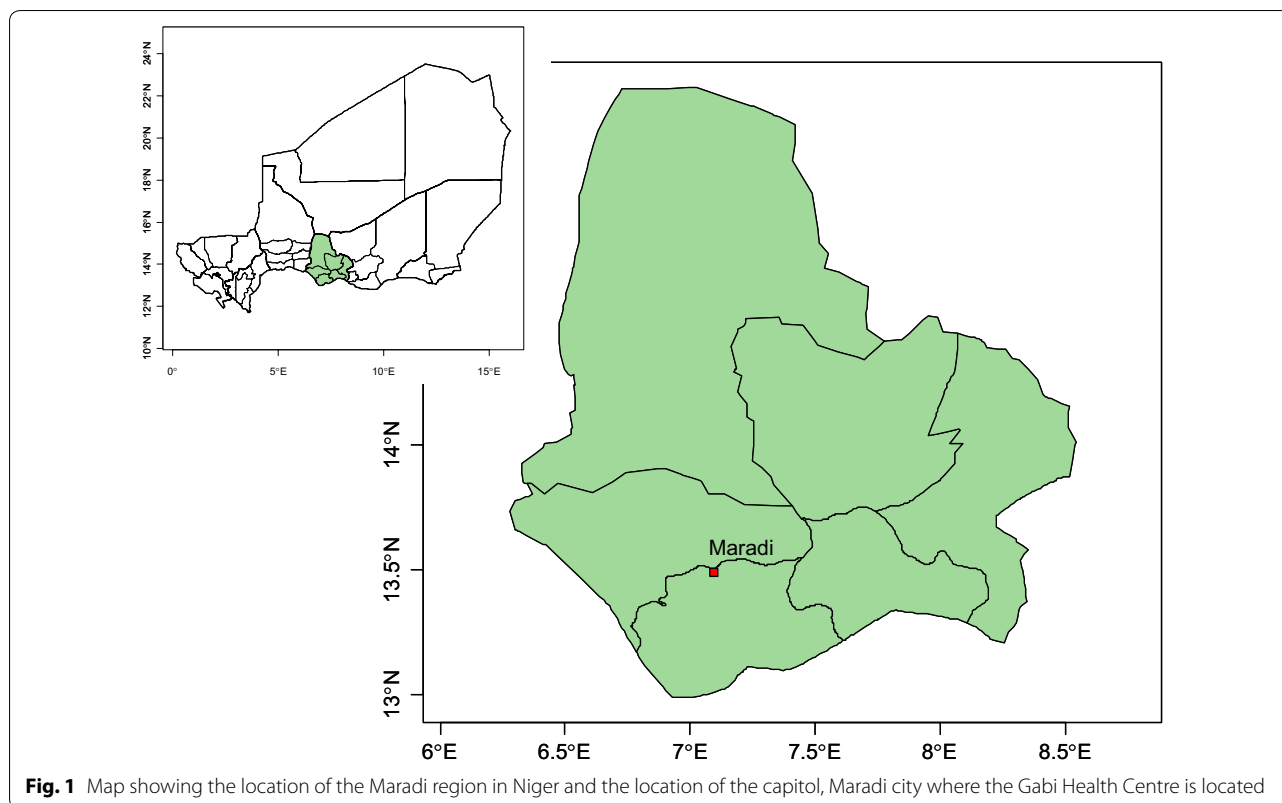 24°N
22°N
20°N
18°N
16°N
14°N
12°N
10°N
0°
5°E
10°E
15°E
14°N
13.5°N
13°N
Maradi
6°E
6.5°E
7°E
7.5°E
8°E
8.5°E
Fig. 1 Map showing the location of the Maradi region in Niger and the location of the capitol, Maradi city where the Gabi Health Centre is located